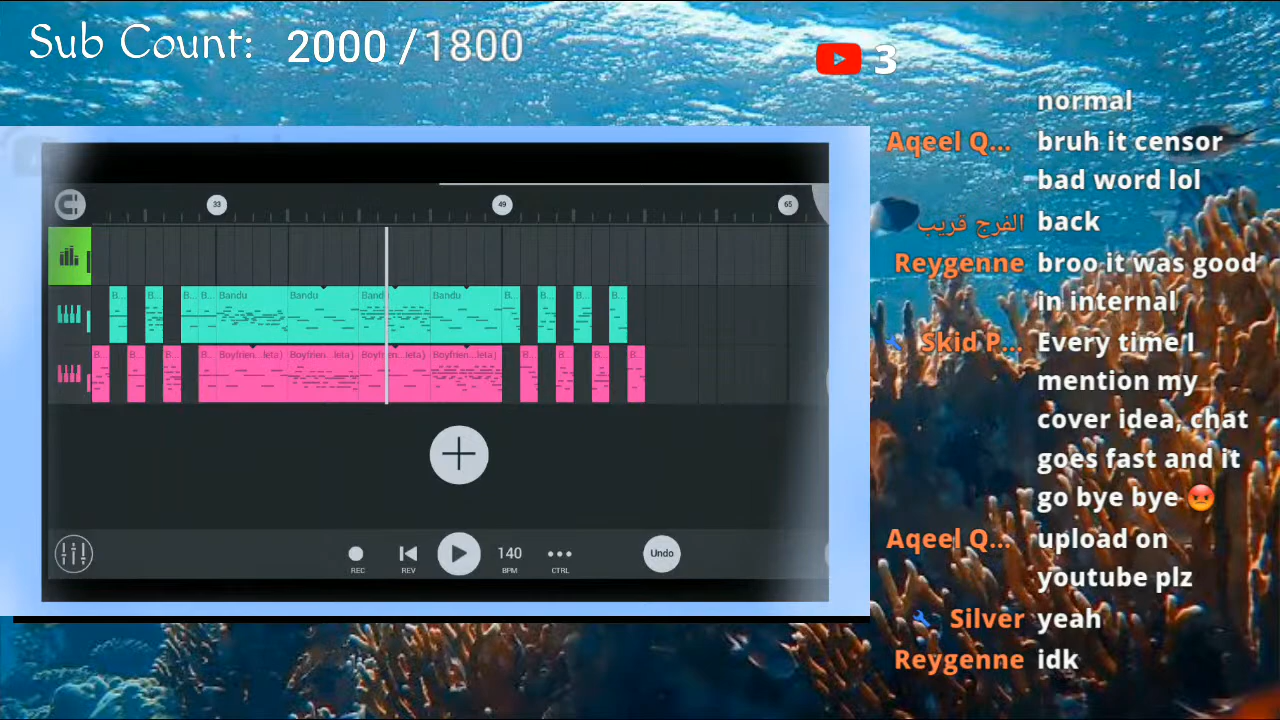 Sub Count: 2000 / 1800
3
33 49 65
B... B... B... B... Bandu Bandu Bandu Bandu B... B... B... B...
B... B... B... Boyfrien...leta) Boyfrien...leta) Boyfrien...leta) Boyfrien...leta) B... B... B... B...
140
Undo
REC REV BPM CTRL
normal
Aqeel Q... bruh it censor
bad word lol
الفرج قريب back
Reygenne broo it was good
in internal
Skid P... Every time I
mention my
cover idea, chat
goes fast and it
go bye bye 😡
Aqeel Q... upload on
youtube plz
Silver yeah
Reygenne idk